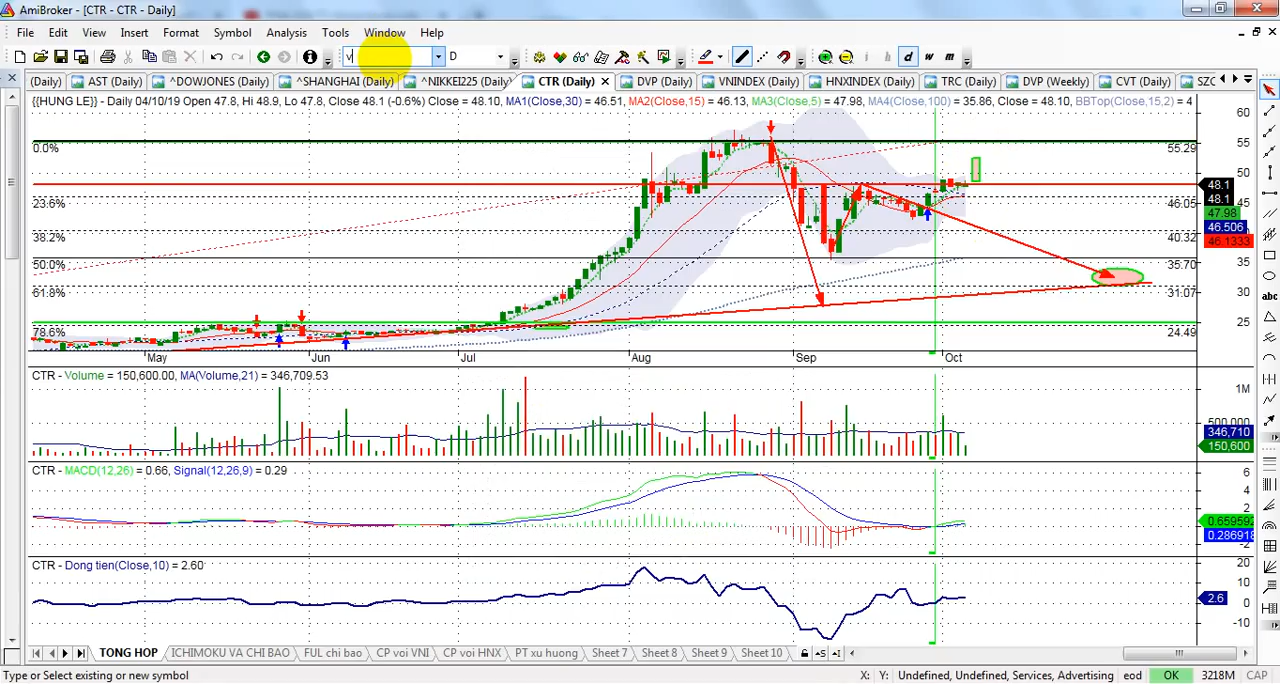 AmiBroker - [CTR - CTR - Daily]
File Edit View Insert Format Symbol Analysis Tools Window Help
v D h d w m
(Daily) AST (Daily) ^DOWJONES (Daily) ^SHANGHAI (Daily) ^NIKKEI225 (Daily) CTR (Daily) DVP (Daily) VNINDEX (Daily) HNXINDEX (Daily) TRC (Daily) DVP (Weekly) CVT (Daily) SZC
{{HUNG LE}} - Daily 04/10/19 Open 47.8, Hi 48.9, Lo 47.8, Close = 48.1 (-0.6%) Close = 48.10, MA1(Close,30) = 46.51, MA2(Close,15) = 46.13, MA3(Close,5) = 47.98, MA4(Close,100) = 35.86, Close = 48.10, BBTop(Close,15,2) = 4
60
55
0.0% 55.29
50
48.1
48.1
23.6% 46.05 45
47.98
46.506
38.2% 40.32 46.1333
50.0% 35.70 35
61.8% 31.07 30
78.6% 24.49 25
May Jun Jul Aug Sep Oct
CTR - Volume = 150,600.00, MA(Volume,21) = 346,709.53
1M
500,000
346,710
150,600
CTR - MACD(12,26) = 0.66, Signal(12,26,9) = 0.29
6
4
2
0.659592
0.286918
-2
CTR - Dong tien(Close,10) = 2.60
20
10
2.6 0
-10
TONG HOP ICHIMOKU VA CHI BAO FUL chi bao CP voi VNI CP voi HNX PT xu huong Sheet 7 Sheet 8 Sheet 9 Sheet 10
Type or Select existing or new symbol X: Y: Undefined, Undefined, Services, Advertising eod OK 3218M CAP